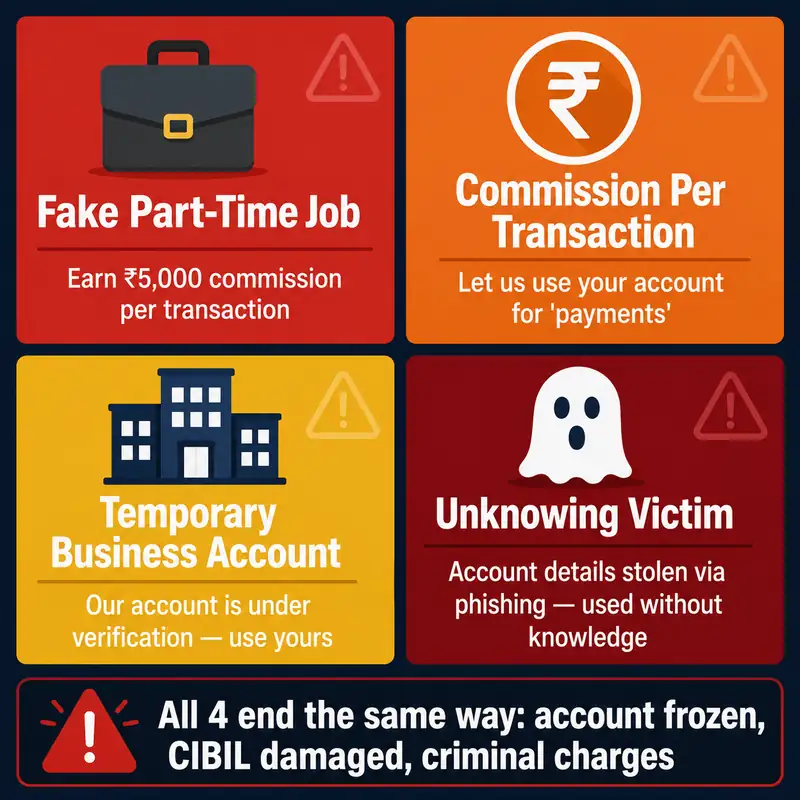 ₹
Fake Part-Time Job
Earn ₹5,000 commission
per transaction
Commission Per
Transaction
Let us use your account
for 'payments'
Temporary
Business Account
Our account is under
verification — use yours
Unknowing Victim
Account details stolen via
phishing — used without
knowledge
All 4 end the same way: account frozen,
CIBIL damaged, criminal charges